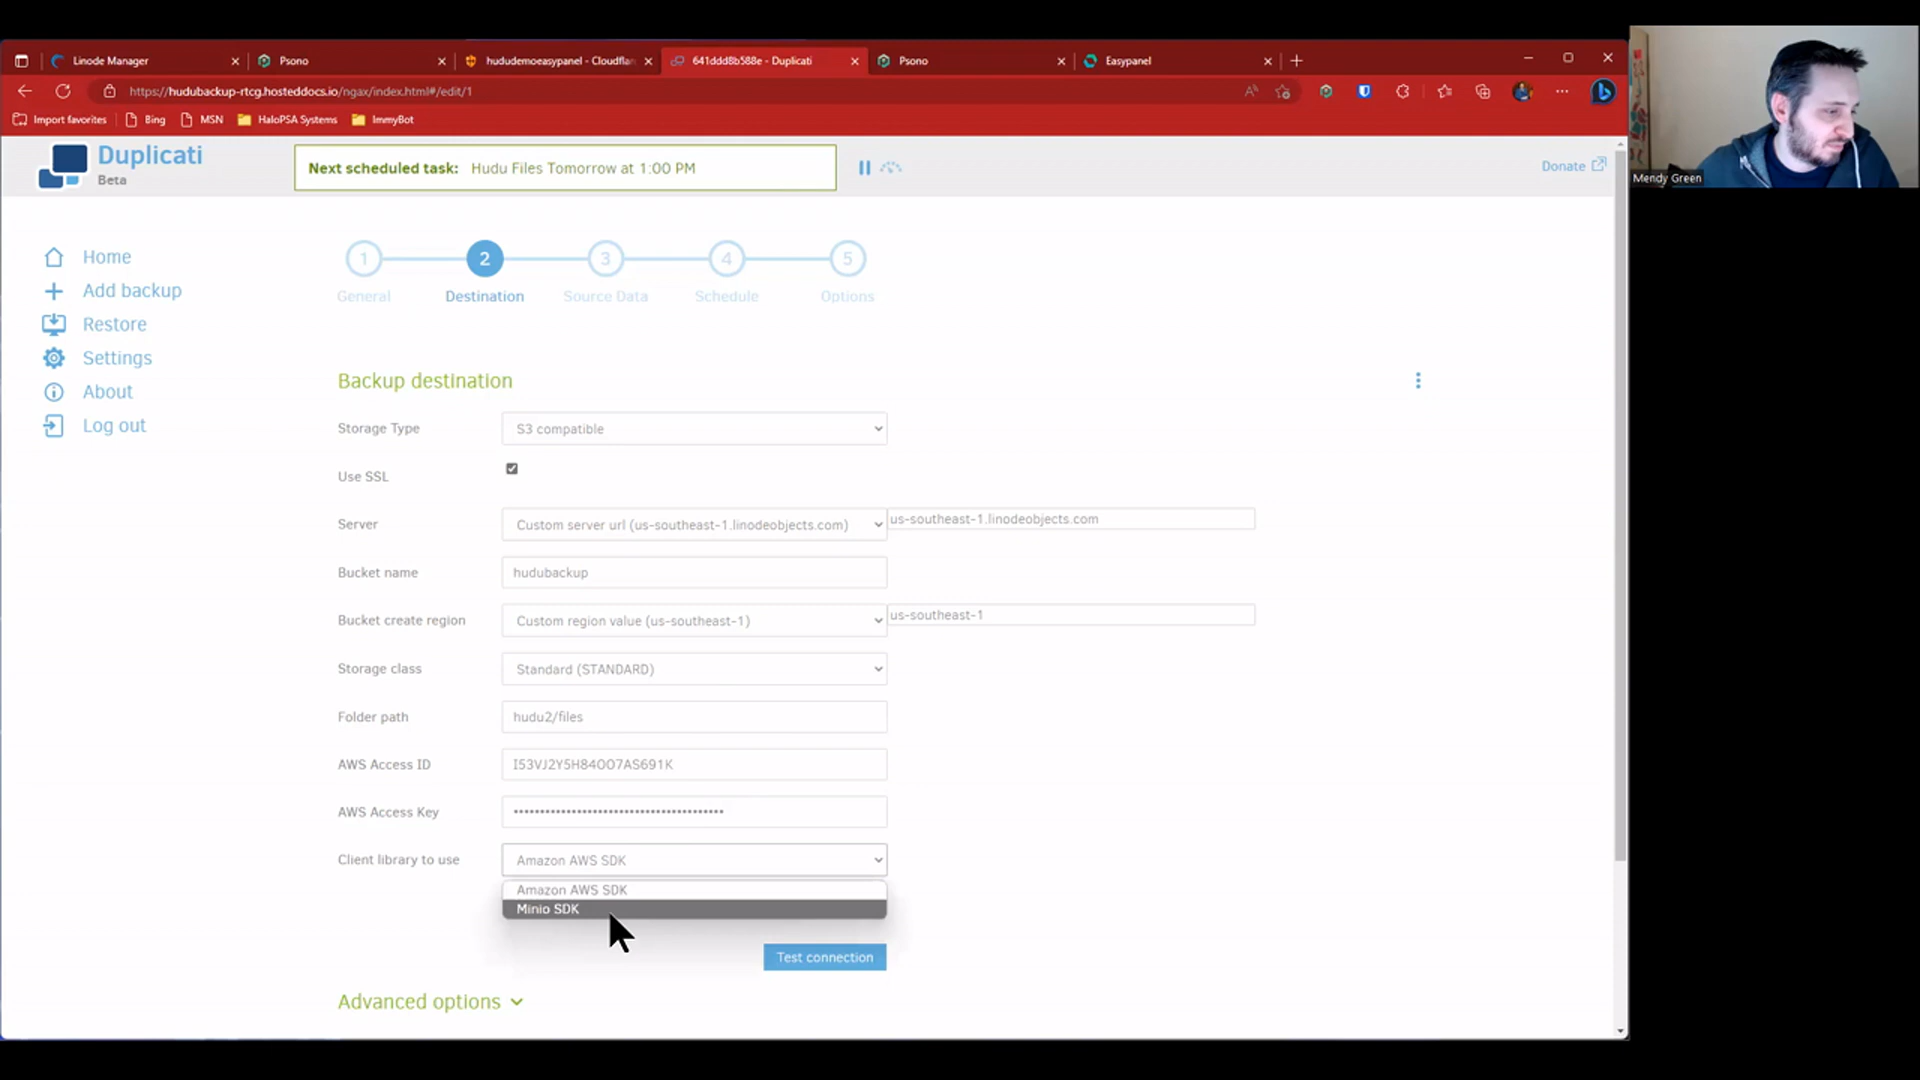 Linode Manager
Psono
hududemoeasypanel - Cloudflar
641ddd8b588e - Duplicati
Psono
Easypanel
https://hudubackup-rtcg.hosteddocs.io/ngax/index.html#/edit/1
Import favorites
Bing
MSN
HaloPSA Systems
ImmyBot
Mendy Green
Duplicati
Beta
Next scheduled task: Hudu Files Tomorrow at 1:00 PM
Donate
Home
Add backup
Restore
Settings
About
Log out
1
2
3
4
5
General
Destination
Source Data
Schedule
Options
Backup destination
Storage Type
S3 compatible
Use SSL
Server
Custom server url (us-southeast-1.linodeobjects.com)
us-southeast-1.linodeobjects.com
Bucket name
hudubackup
Bucket create region
Custom region value (us-southeast-1)
us-southeast-1
Storage class
Standard (STANDARD)
Folder path
hudu2/files
AWS Access ID
I53VJ2Y5H84OO7AS691K
AWS Access Key
Client library to use
Amazon AWS SDK
Amazon AWS SDK
Minio SDK
Test connection
Advanced options